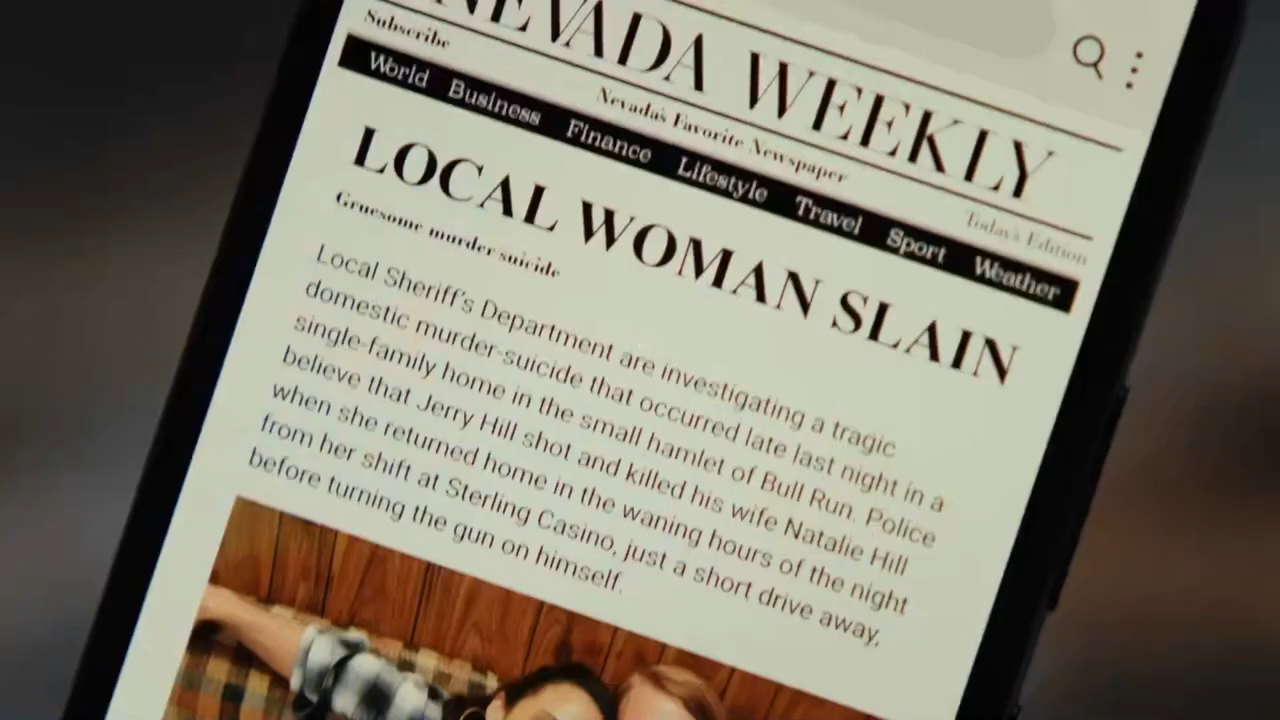 NEVADA WEEKLY
Subscribe
Nevada's Favorite Newspaper
Today's Edition
World Business Finance Lifestyle Travel Sport Weather
LOCAL WOMAN SLAIN
Gruesome murder suicide
Local Sheriff's Department are investigating a tragic
domestic murder-suicide that occurred late last night in a
single-family home in the small hamlet of Bull Run. Police
believe that Jerry Hill shot and killed his wife Natalie Hill
when she returned home in the waning hours of the night
from her shift at Sterling Casino, just a short drive away,
before turning the gun on himself.